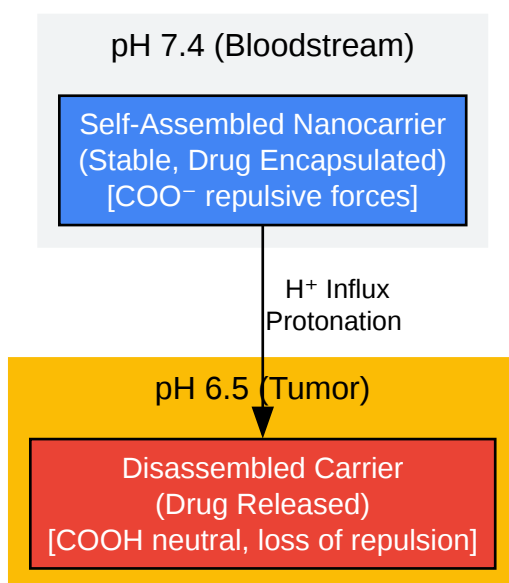 pH 7.4 (Bloodstream)
Self-Assembled Nanocarrier
(Stable, Drug Encapsulated)
[COO⁻ repulsive forces]
H⁺ Influx
Protonation
pH 6.5 (Tumor)
Disassembled Carrier
(Drug Released)
[COOH neutral, loss of repulsion]